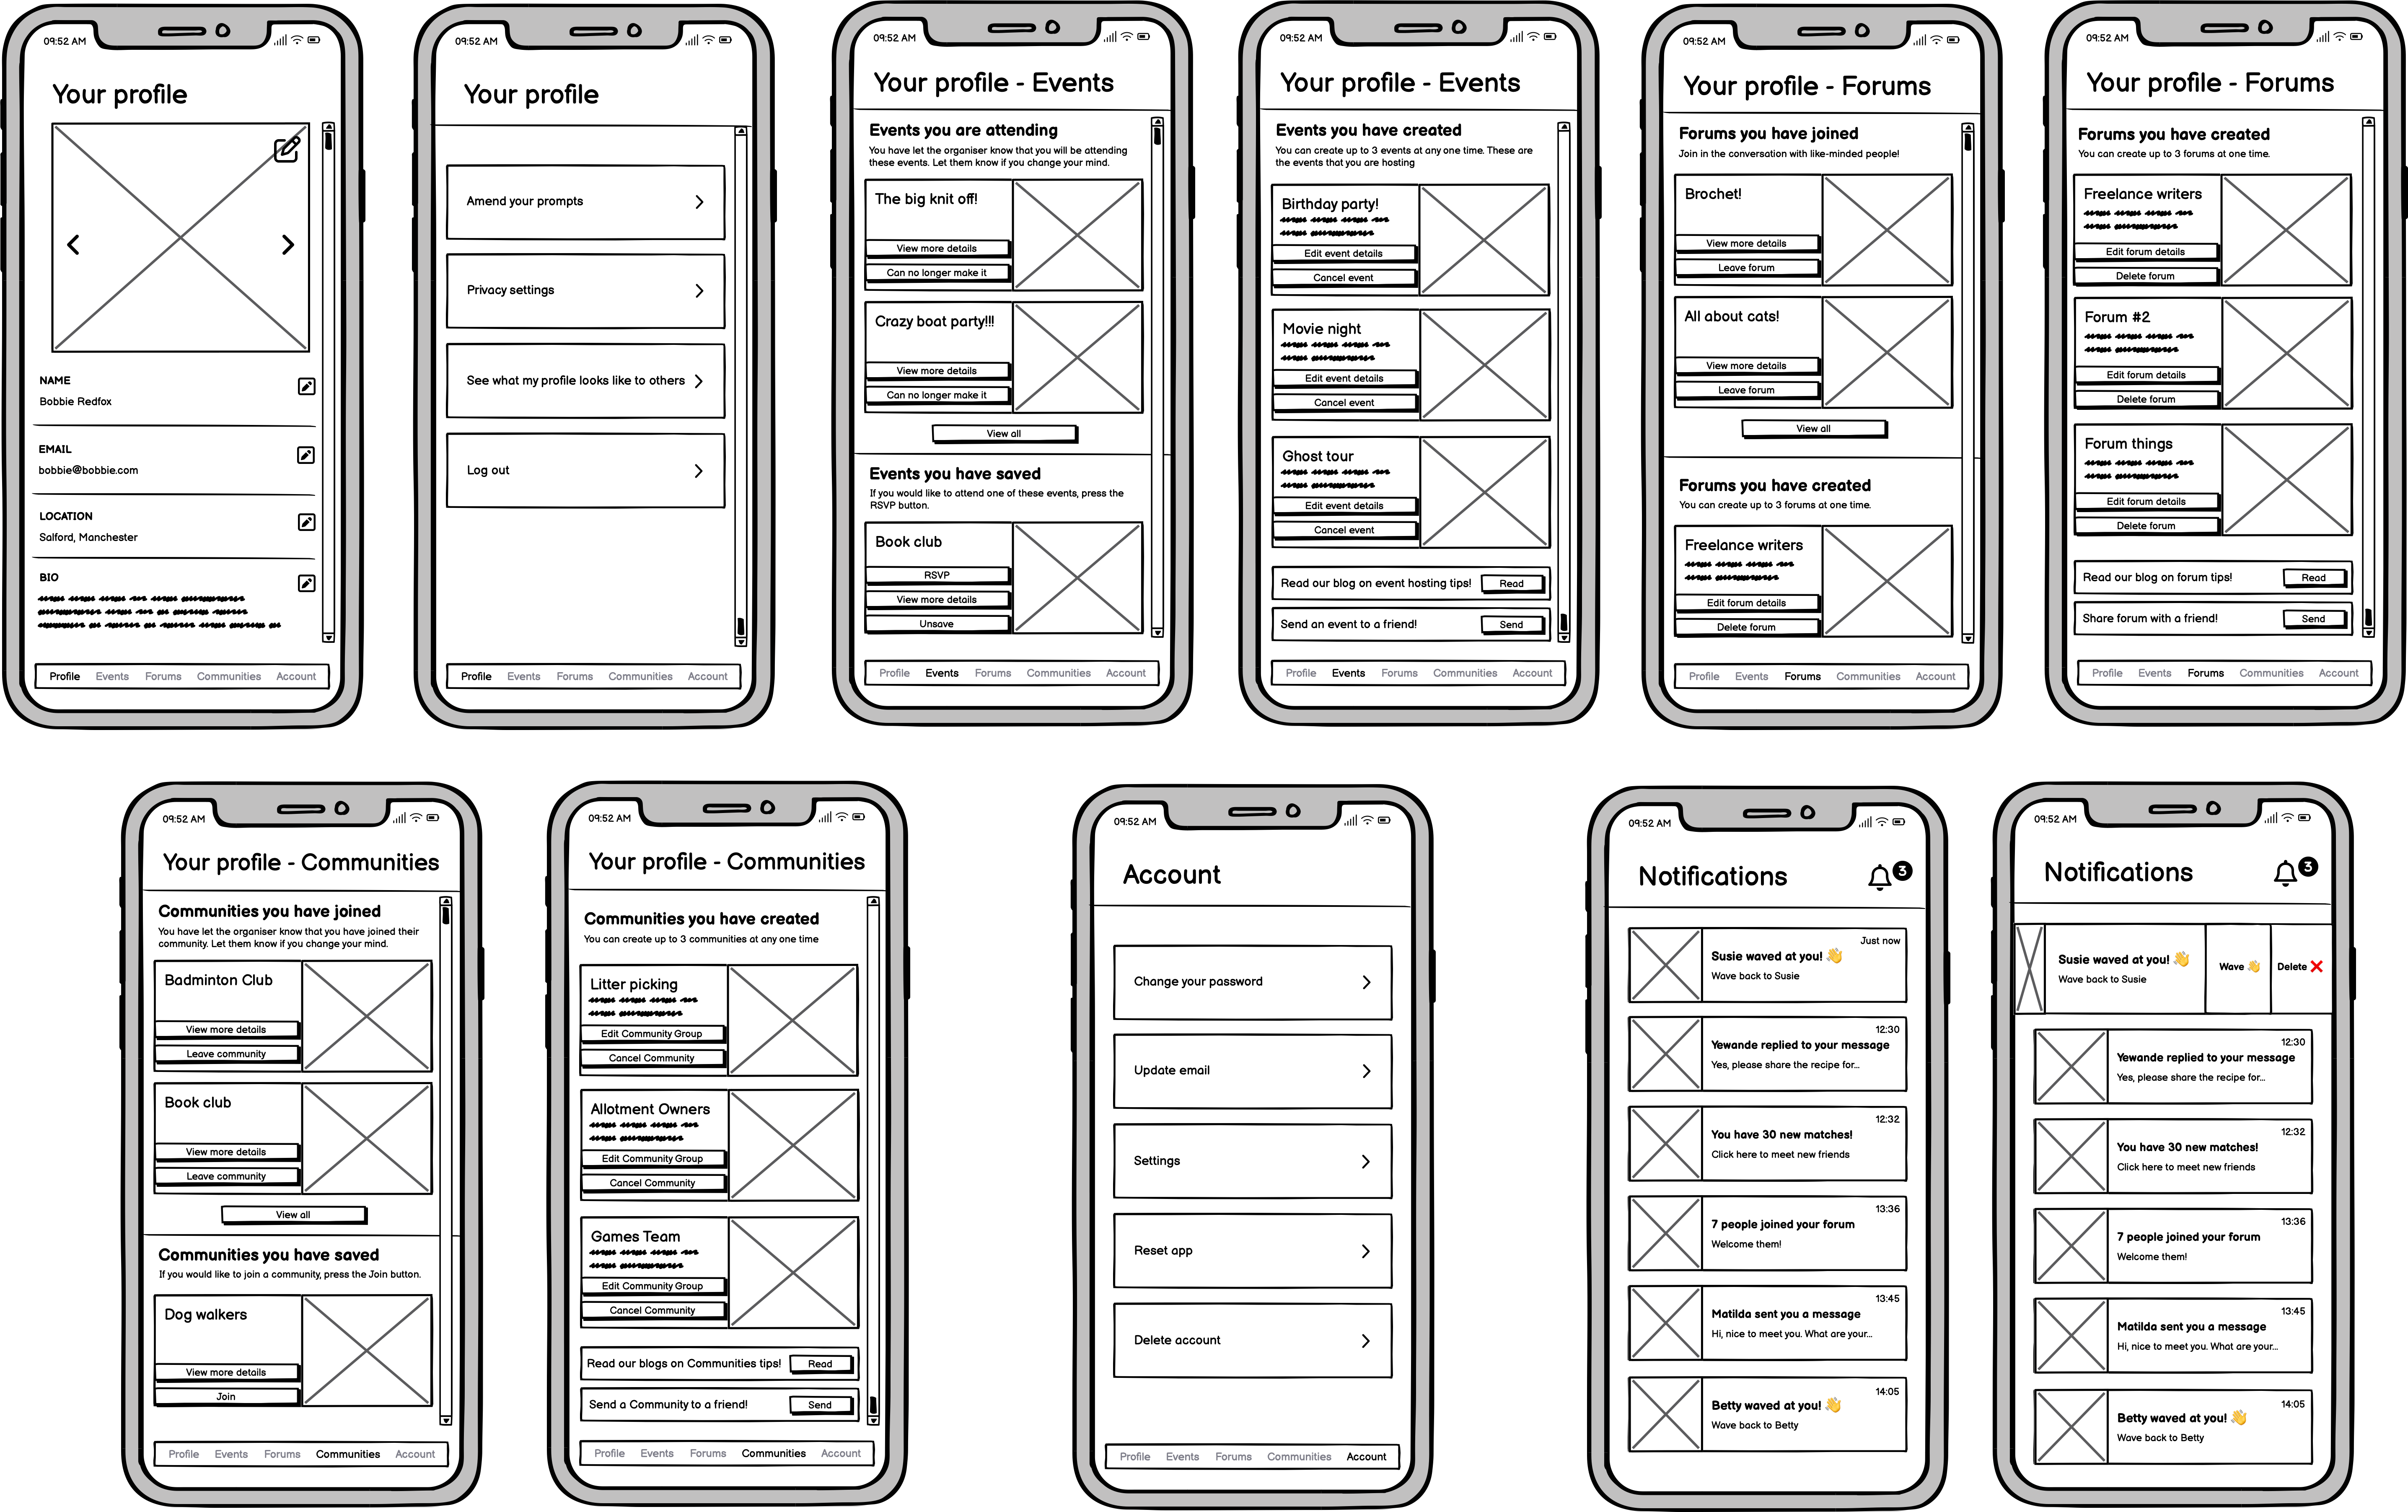 09:52 AM
Your profile
NAME
Bobbie Redfox
EMAIL
bobbie@bobbie.com
LOCATION
Salford, Manchester
BIO
Profile Events Forums Communities Account
09:52 AM
Your profile
Amend your prompts
Privacy settings
See what my profile looks like to others
Log out
Profile Events Forums Communities Account
09:52 AM
Your profile - Events
Events you are attending
You have let the organiser know that you will be attending
these events. Let them know if you change your mind.
The big knit off!
View more details
Can no longer make it
Crazy boat party!!!
View more details
Can no longer make it
View all
Events you have saved
If you would like to attend one of these events, press the
RSVP button.
Book club
RSVP
View more details
Unsave
Profile Events Forums Communities Account
09:52 AM
Your profile - Events
Events you have created
You can create up to 3 events at any one time. These are
the events that you are hosting
Birthday party!
Edit event details
Cancel event
Movie night
Edit event details
Cancel event
Ghost tour
Edit event details
Cancel event
Read our blog on event hosting tips! Read
Send an event to a friend! Send
Profile Events Forums Communities Account
09:52 AM
Your profile - Forums
Forums you have joined
Join in the conversation with like-minded people!
Brochet!
View more details
Leave forum
All about cats!
View more details
Leave forum
View all
Forums you have created
You can create up to 3 forums at one time.
Freelance writers
Edit forum details
Delete forum
Profile Events Forums Communities Account
09:52 AM
Your profile - Forums
Forums you have created
You can create up to 3 forums at one time.
Freelance writers
Edit forum details
Delete forum
Forum #2
Edit forum details
Delete forum
Forum things
Edit forum details
Delete forum
Read our blog on forum tips! Read
Share forum with a friend! Send
Profile Events Forums Communities Account
09:52 AM
Your profile - Communities
Communities you have joined
You have let the organiser know that you have joined their
community. Let them know if you change your mind.
Badminton Club
View more details
Leave community
Book club
View more details
Leave community
View all
Communities you have saved
If you would like to join a community, press the Join button.
Dog walkers
View more details
Join
Profile Events Forums Communities Account
09:52 AM
Your profile - Communities
Communities you have created
You can create up to 3 communities at any one time
Litter picking
Edit Community Group
Cancel Community
Allotment Owners
Edit Community Group
Cancel Community
Games Team
Edit Community Group
Cancel Community
Read our blogs on Communities tips! Read
Send a Community to a friend! Send
Profile Events Forums Communities Account
09:52 AM
Account
Change your password
Update email
Settings
Reset app
Delete account
Profile Events Forums Communities Account
09:52 AM
Notifications 3
Just now
Susie waved at you! 👋
Wave back to Susie
12:30
Yewande replied to your message
Yes, please share the recipe for...
12:32
You have 30 new matches!
Click here to meet new friends
13:36
7 people joined your forum
Welcome them!
13:45
Matilda sent you a message
Hi, nice to meet you. What are your...
14:05
Betty waved at you! 👋
Wave back to Betty
09:52 AM
Notifications 3
Susie waved at you! 👋
Wave back to Susie
Wave 👋 Delete ❌
12:30
Yewande replied to your message
Yes, please share the recipe for...
12:32
You have 30 new matches!
Click here to meet new friends
13:36
7 people joined your forum
Welcome them!
13:45
Matilda sent you a message
Hi, nice to meet you. What are your...
14:05
Betty waved at you! 👋
Wave back to Betty